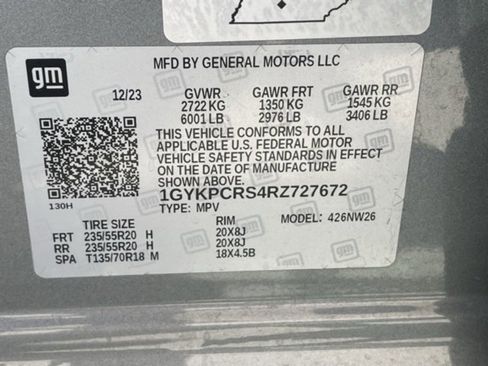 gm
MFD BY GENERAL MOTORS LLC
12/23 GVWR GAWR FRT GAWR RR
2722 KG 1350 KG 1545 KG
6001 LB 2976 LB 3406 LB
THIS VEHICLE CONFORMS TO ALL
APPLICABLE U.S. FEDERAL MOTOR
VEHICLE SAFETY STANDARDS IN EFFECT
ON THE DATE OF MANUFACTURE
SHOWN ABOVE.
1GYKPCRS4RZ727672
130H
TYPE: MPV MODEL: 426NW26
TIRE SIZE RIM
FRT 235/55R20 H 20X8J
RR 235/55R20 H 20X8J
SPA T135/70R18 M 18X4.5B